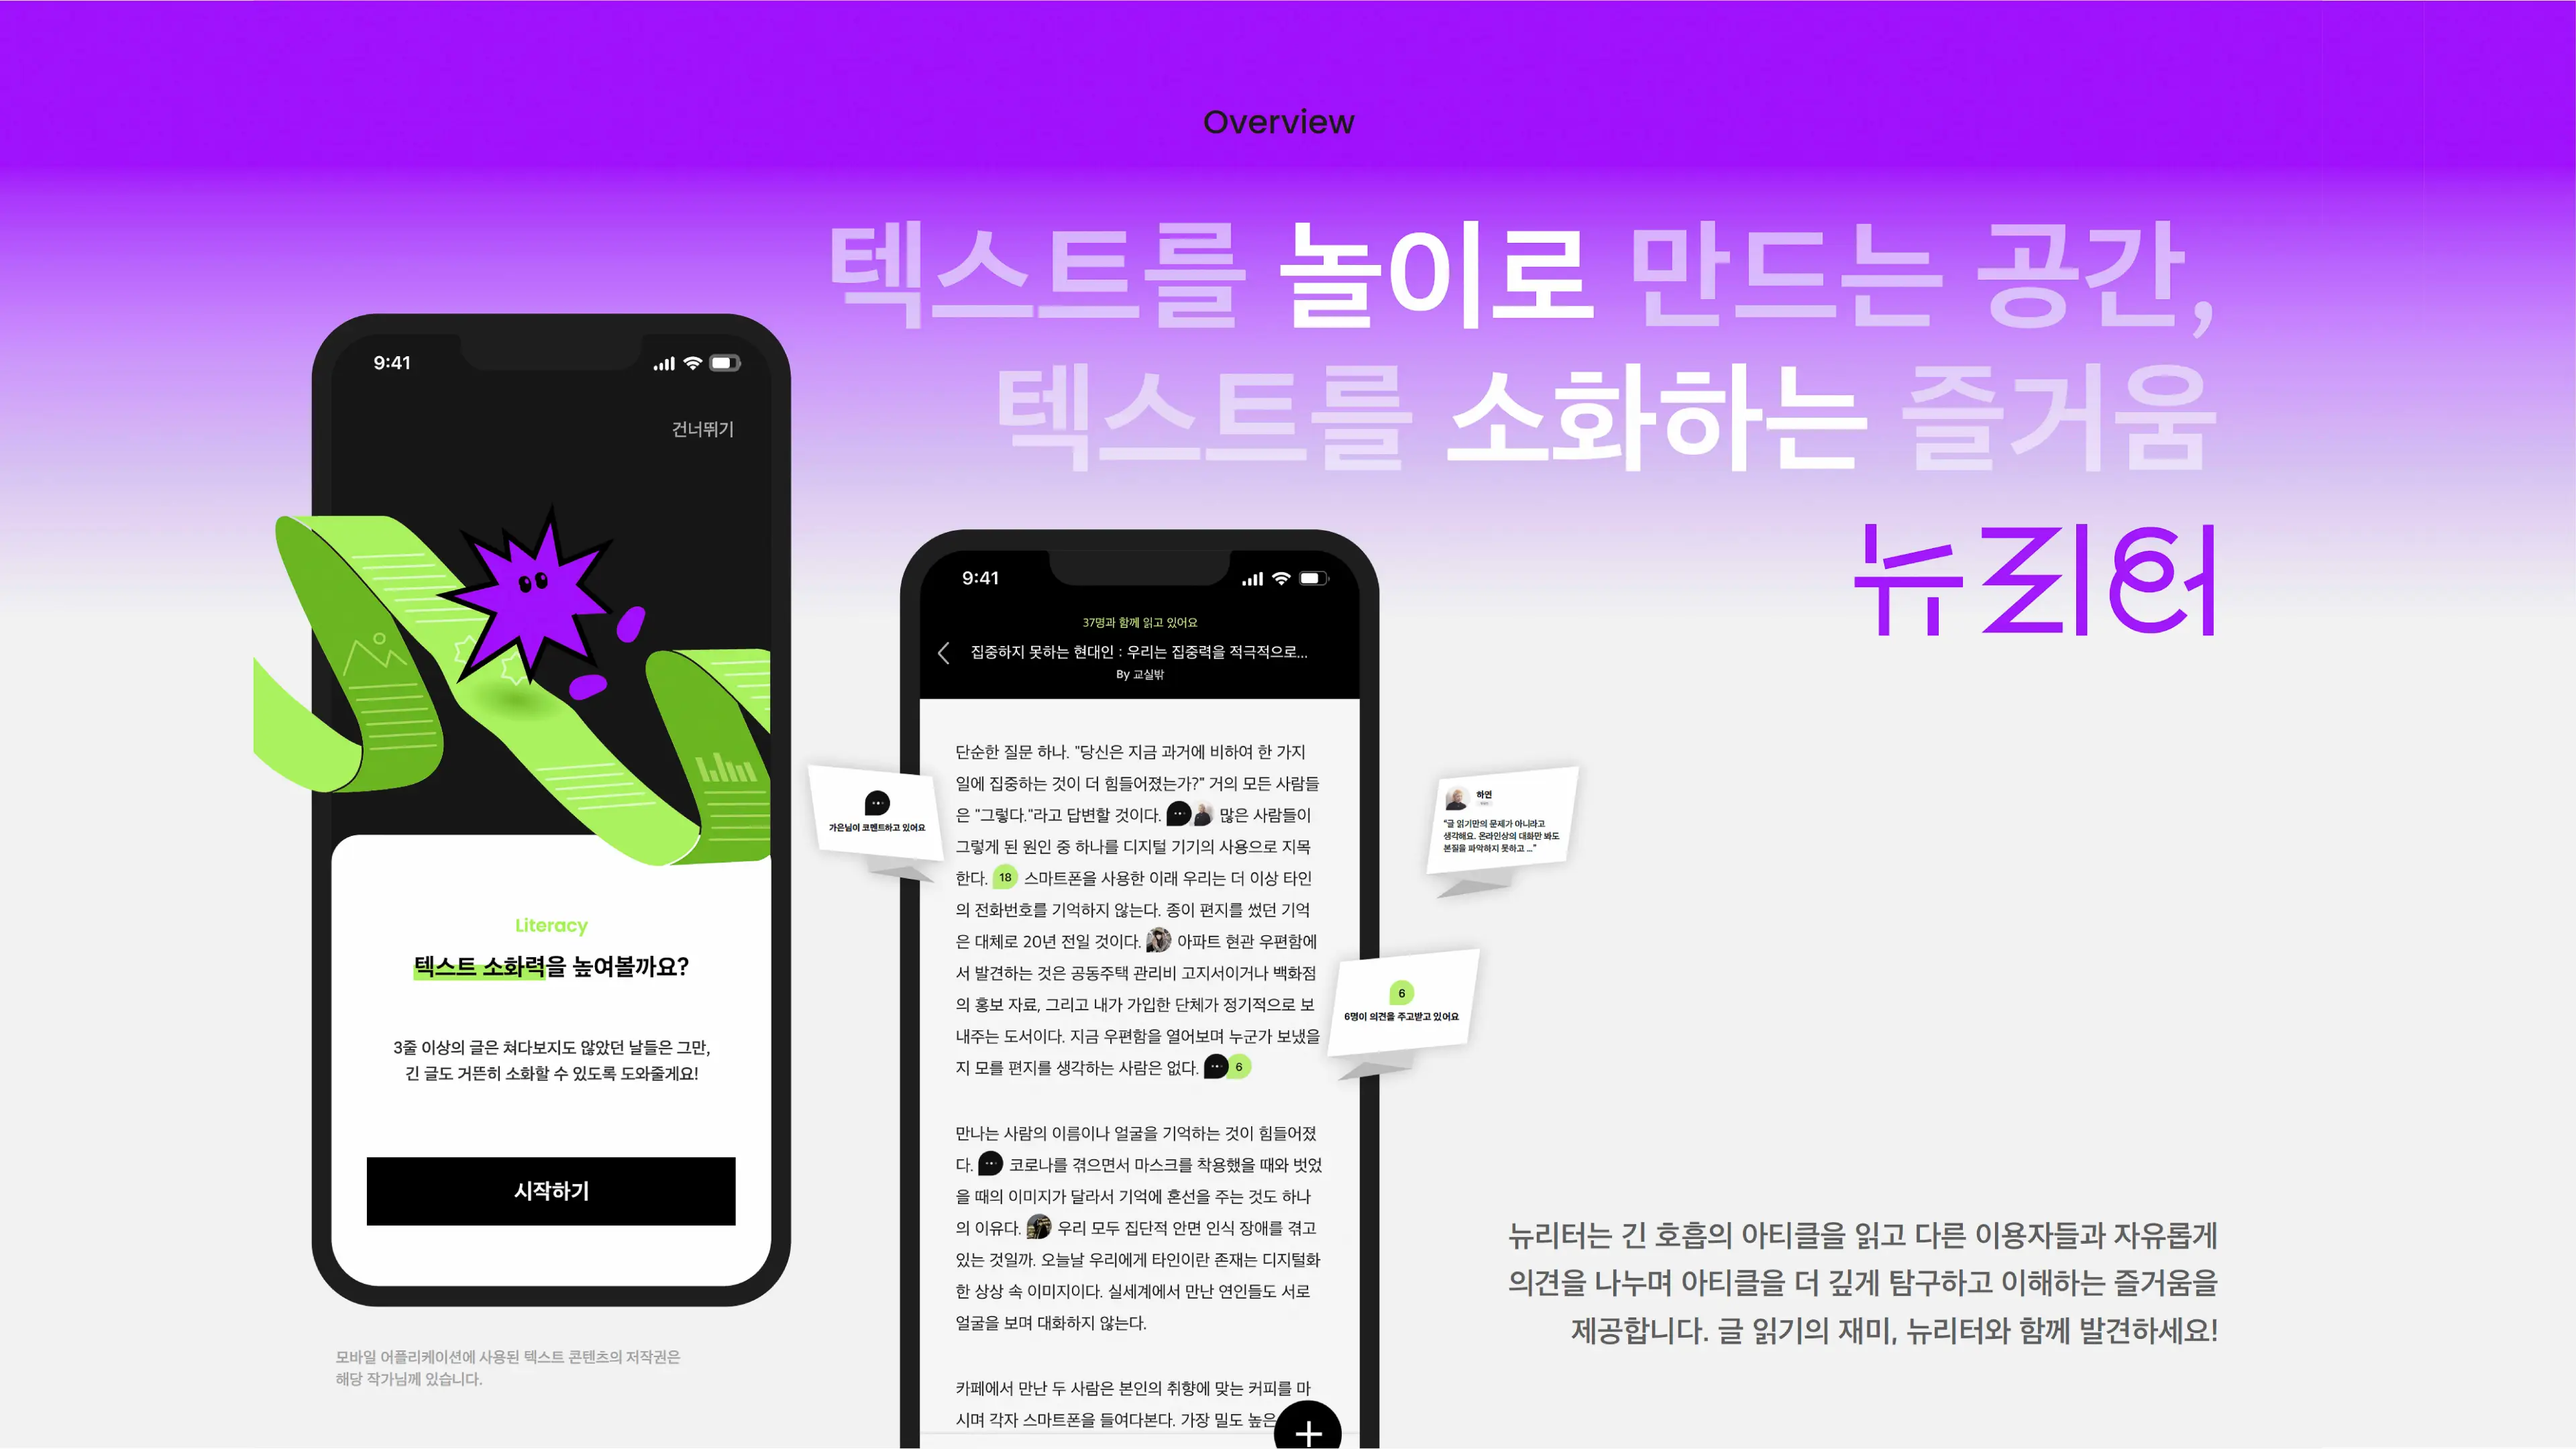 Overview
텍스트를 놀이로 만드는 공간,
텍스트를 소화하는 즐거움
뉴리터
9:41
건너뛰기
Literacy
텍스트 소화력을 높여볼까요?
3줄 이상의 글은 쳐다보지도 않았던 날들은 그만,
긴 글도 거뜬히 소화할 수 있도록 도와줄게요!
시작하기
모바일 어플리케이션에 사용된 텍스트 콘텐츠의 저작권은
해당 작가님께 있습니다.
9:41
37명과 함께 읽고 있어요
집중하지 못하는 현대인 : 우리는 집중력을 적극적으로...
By 교실밖
단순한 질문 하나. "당신은 지금 과거에 비하여 한 가지
일에 집중하는 것이 더 힘들어졌는가?" 거의 모든 사람들
은 "그렇다."라고 답변할 것이다. 많은 사람들이
그렇게 된 원인 중 하나를 디지털 기기의 사용으로 지목
한다. 18 스마트폰을 사용한 이래 우리는 더 이상 타인
의 전화번호를 기억하지 않는다. 종이 편지를 썼던 기억
은 대체로 20년 전일 것이다. 아파트 현관 우편함에
서 발견하는 것은 공동주택 관리비 고지서이거나 백화점
의 홍보 자료, 그리고 내가 가입한 단체가 정기적으로 보
내주는 도서이다. 지금 우편함을 열어보며 누군가 보냈을
지 모를 편지를 생각하는 사람은 없다. 6
만나는 사람의 이름이나 얼굴을 기억하는 것이 힘들어졌
다. 코로나를 겪으면서 마스크를 착용했을 때와 벗었
을 때의 이미지가 달라서 기억에 혼선을 주는 것도 하나
의 이유다. 우리 모두 집단적 안면 인식 장애를 겪고
있는 것일까. 오늘날 우리에게 타인이란 존재는 디지털화
한 상상 속 이미지이다. 실세계에서 만난 연인들도 서로
얼굴을 보며 대화하지 않는다.
카페에서 만난 두 사람은 본인의 취향에 맞는 커피를 마
시며 각자 스마트폰을 들여다본다. 가장 밀도 높은
가은님이 코멘트하고 있어요
하연
"글 읽기만의 문제가 아니라고
생각해요. 온라인상의 대화만 봐도
본질을 파악하지 못하고 ..."
6
6명이 의견을 주고받고 있어요
뉴리터는 긴 호흡의 아티클을 읽고 다른 이용자들과 자유롭게
의견을 나누며 아티클을 더 깊게 탐구하고 이해하는 즐거움을
제공합니다. 글 읽기의 재미, 뉴리터와 함께 발견하세요!